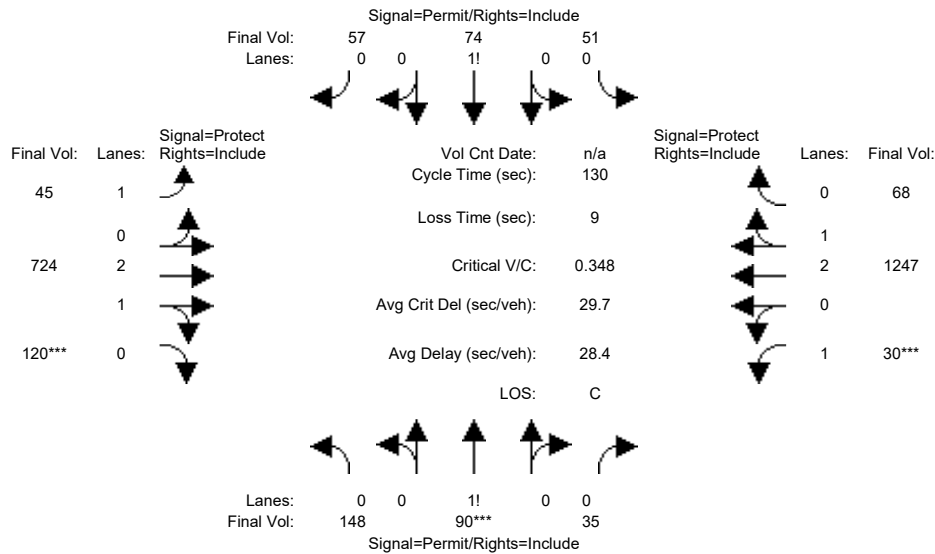 Signal=Permit/Rights=Include
Final Vol: 57 74 51
Lanes: 0 0 1! 0 0
Signal=Protect Signal=Protect
Final Vol: Lanes: Rights=Include Vol Cnt Date: n/a Rights=Include Lanes: Final Vol:
Cycle Time (sec): 130
45 1 0 68
Loss Time (sec): 9
0 1
724 2 Critical V/C: 0.348 2 1247
1 Avg Crit Del (sec/veh): 29.7 0
120*** 0 Avg Delay (sec/veh): 28.4 1 30***
LOS: C
Lanes: 0 0 1! 0 0
Final Vol: 148 90*** 35
Signal=Permit/Rights=Include